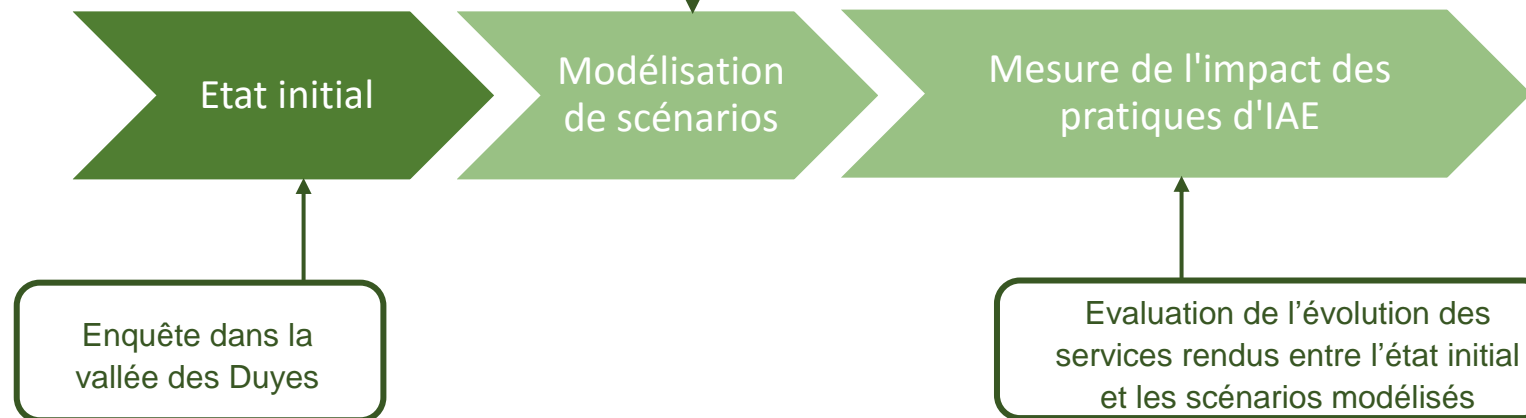 Etat initial
Modélisation
de scénarios
Mesure de l'impact des
pratiques d'IAE
Enquête dans la
vallée des Duyes
Evaluation de l’évolution des
services rendus entre l’état initial
et les scénarios modélisés